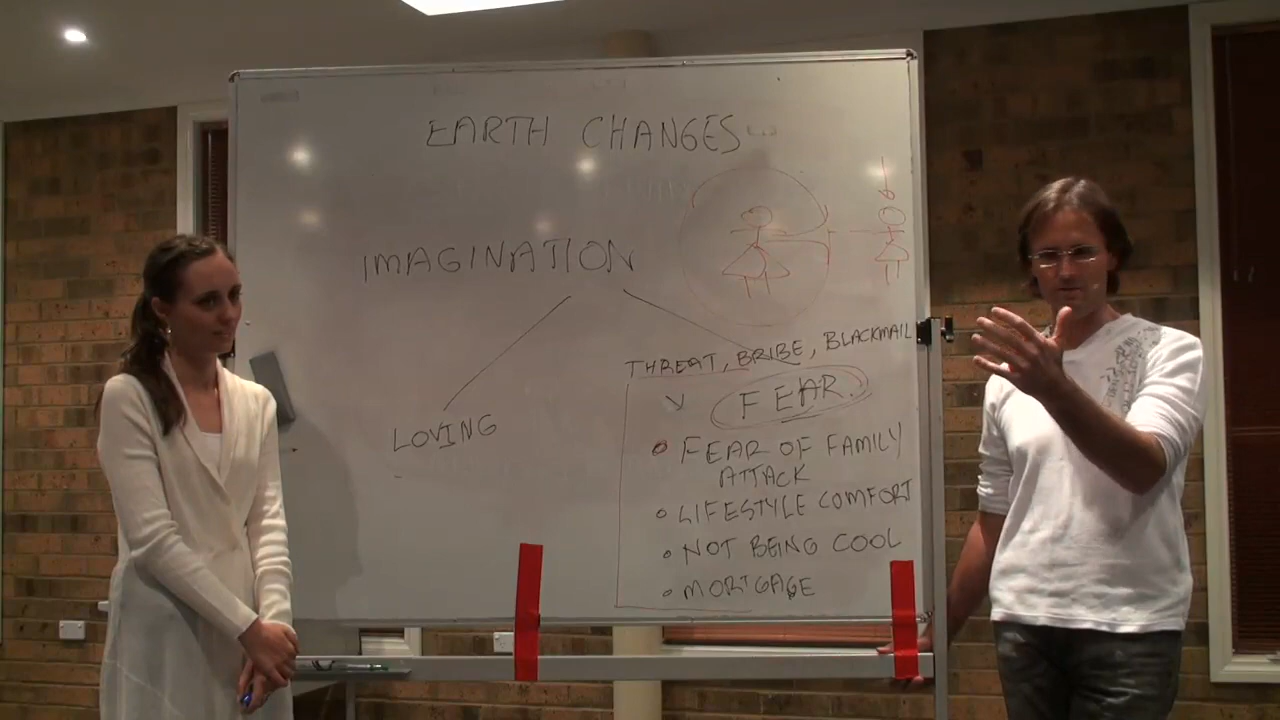 EARTH CHANGES
IMAGINATION
THREAT, BRIBE, BLACKMAIL
FEAR.
LOVING
FEAR OF FAMILY
ATTACK
LIFESTYLE COMFORT
NOT BEING COOL
MORTGAGE